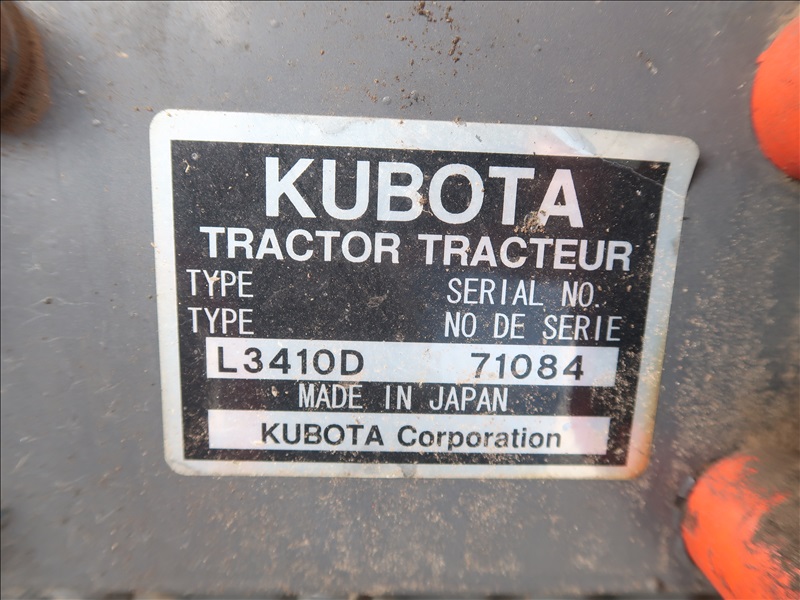 KUBOTA
TRACTOR TRACTEUR
TYPE SERIAL NO.
TYPE NO DE SERIE
L3410D 71084
MADE IN JAPAN
KUBOTA Corporation